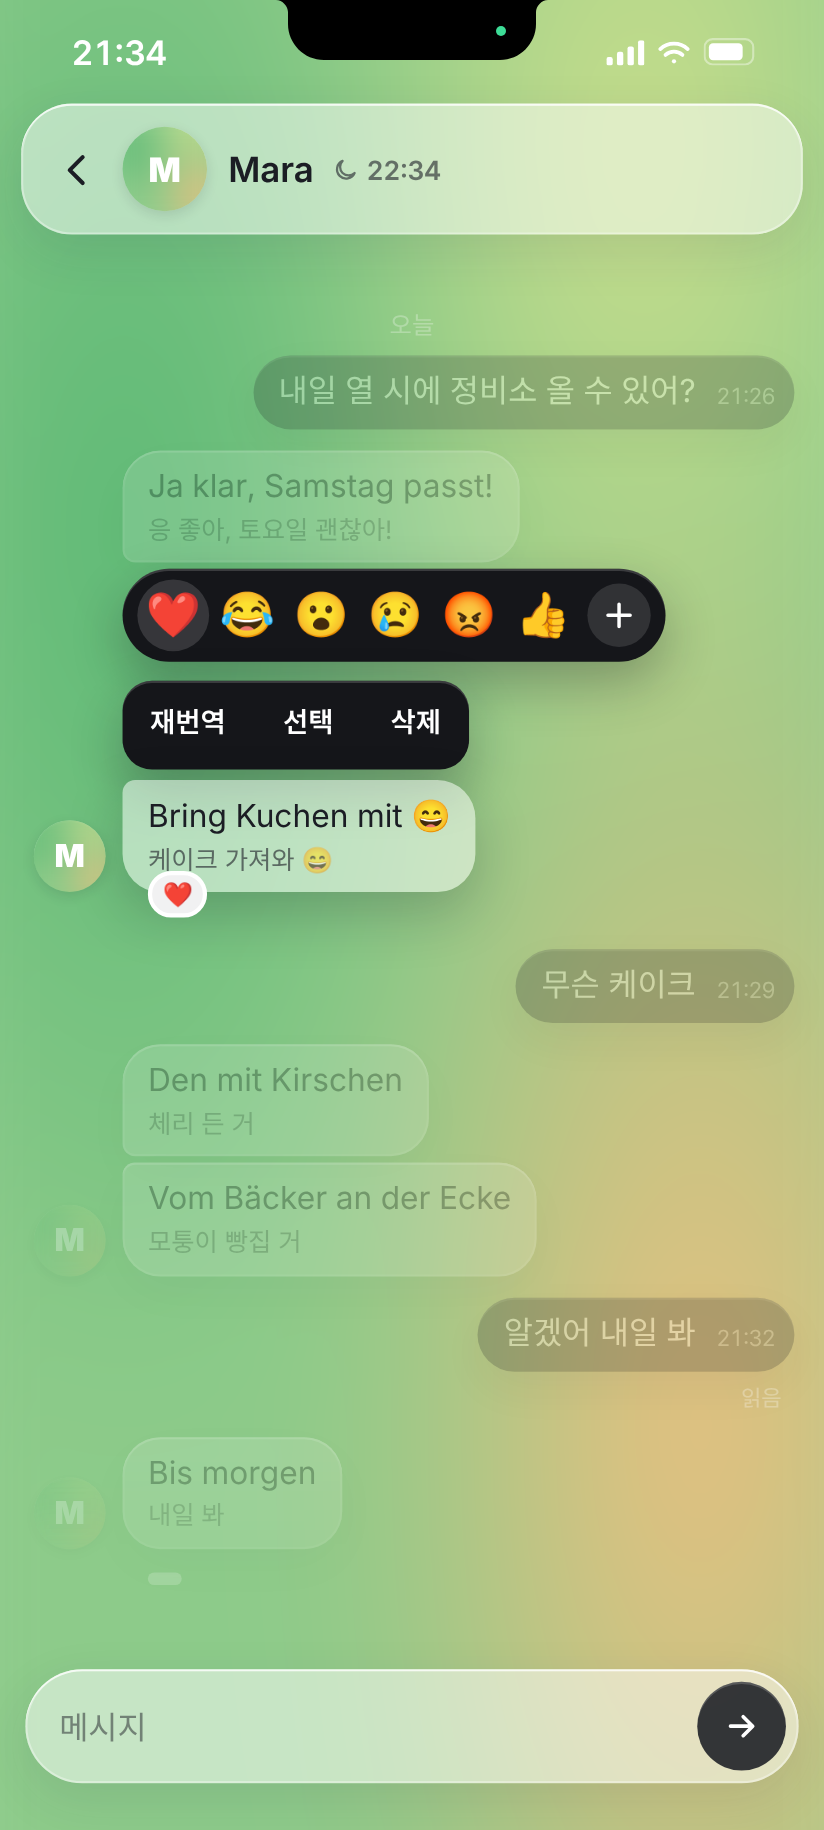 21:34
M
Mara 22:34
오늘
내일 열 시에 정비소 올 수 있어? 21:26
Ja klar, Samstag passt!
응 좋아, 토요일 괜찮아!
재번역 선택 삭제
Bring Kuchen mit 😄
케이크 가져와 😄
M
무슨 케이크 21:29
Den mit Kirschen
체리 든 거
Vom Bäcker an der Ecke
모퉁이 빵집 거
M
알겠어 내일 봐 21:32
읽음
Bis morgen
내일 봐
M
메시지